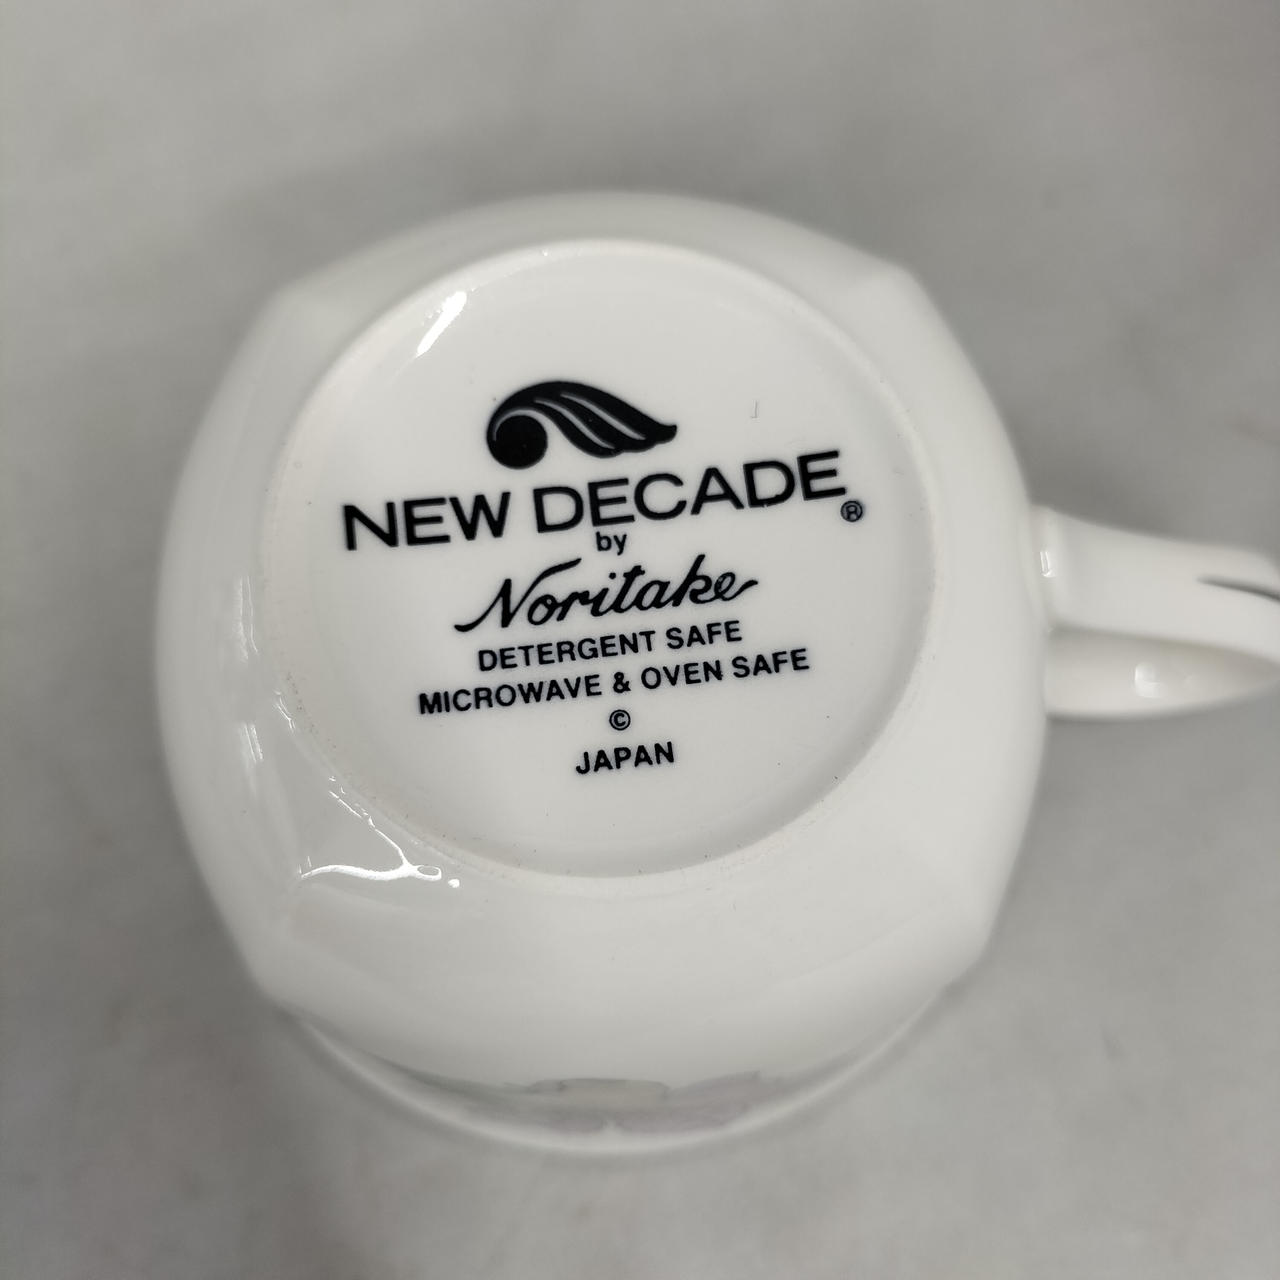 NEW DECADE®
by
Noritake
DETERGENT SAFE
MICROWAVE & OVEN SAFE
©
JAPAN